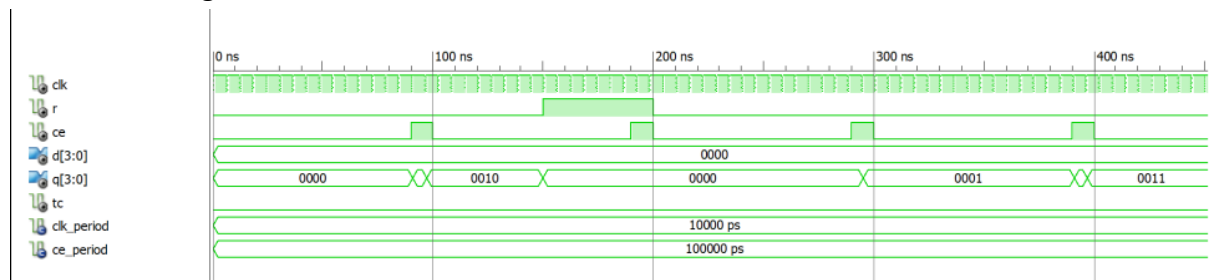 0 ns 100 ns 200 ns 300 ns 400 ns
clk
r
ce
d[3:0] 0000
q[3:0] 0000 0010 0000 0001 0011
tc
clk_period 10000 ps
ce_period 100000 ps